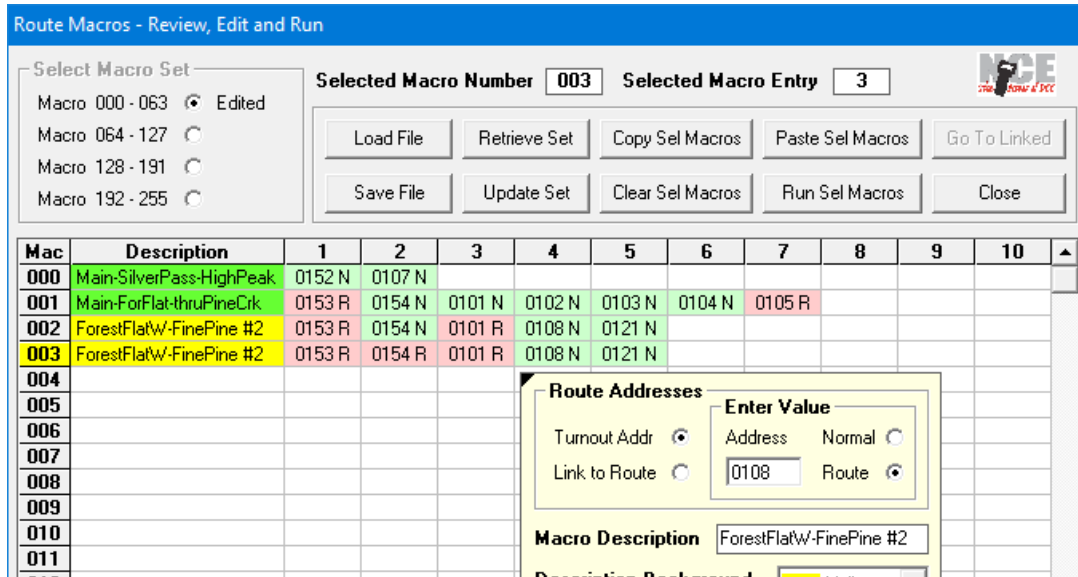 Route Macros - Review, Edit and Run
Select Macro Set
Macro 000 - 063 Edited
Macro 064 - 127
Macro 128 - 191
Macro 192 - 255
Selected Macro Number 003 Selected Macro Entry 3
NCE
Load File Retrieve Set Copy Sel Macros Paste Sel Macros Go To Linked
Save File Update Set Clear Sel Macros Run Sel Macros Close
Mac Description 1 2 3 4 5 6 7 8 9 10
000 Main-SilverPass-HighPeak 0152 N 0107 N
001 Main-ForFlat-thruPineCrk 0153 R 0154 N 0101 N 0102 N 0103 N 0104 N 0105 R
002 ForestFlatW-FinePine #2 0153 R 0154 N 0101 R 0108 N 0121 N
003 ForestFlatW-FinePine #2 0153 R 0154 R 0101 R 0108 N 0121 N
004
005
006
007
008
009
010
011
Route Addresses
Enter Value
Turnout Addr Address Normal
Link to Route 0108 Route
Macro Description ForestFlatW-FinePine #2
Description Background